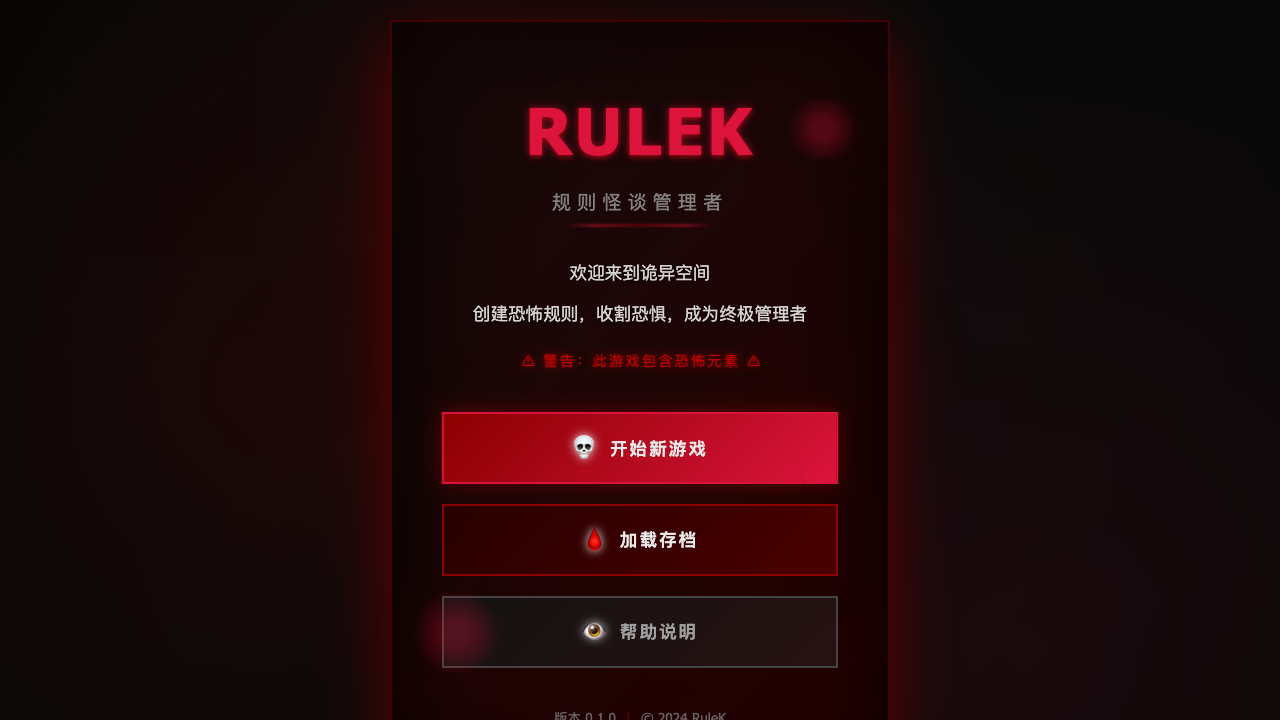 RULEK
规则怪谈管理者
欢迎来到诡异空间
创建恐怖规则，收割恐惧，成为终极管理者
⚠ 警告：此游戏包含恐怖元素 ⚠
💀 开始新游戏
🩸 加载存档
👁️ 帮助说明
版本 0.1.0 | © 2024 RuleK